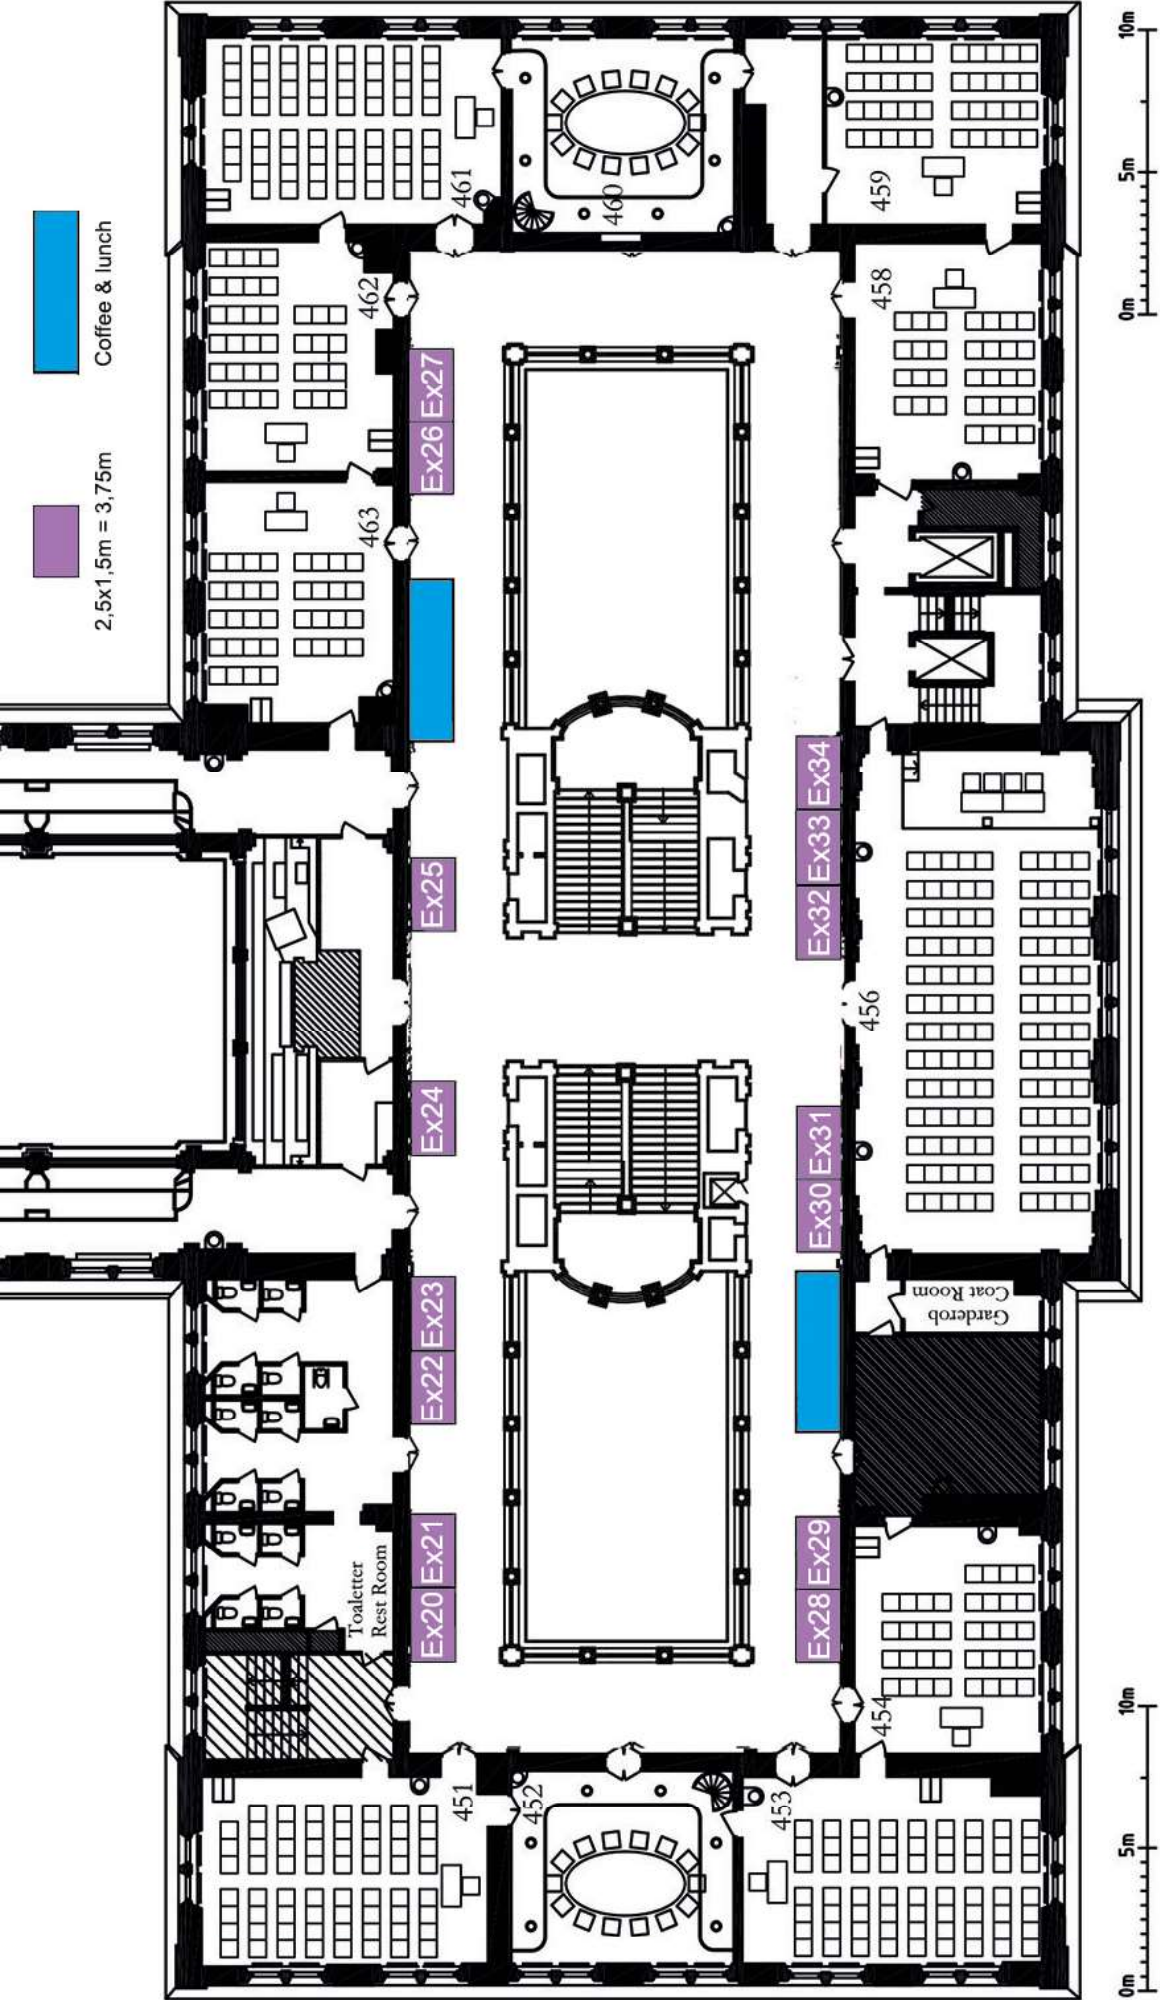 Coffee & lunch
2,5x1,5m = 3,75m
10m
5m
0m
461
460
459
462
458
Ex27
Ex26
463
Ex34
Ex33
Ex32
Ex25
456
Ex24
Ex31
Ex30
Garderob
Coat Room
Ex23
Ex22
Ex21
Ex20
Toaletter
Rest Room
Ex29
Ex28
454
451
452
453
10m
5m
0m